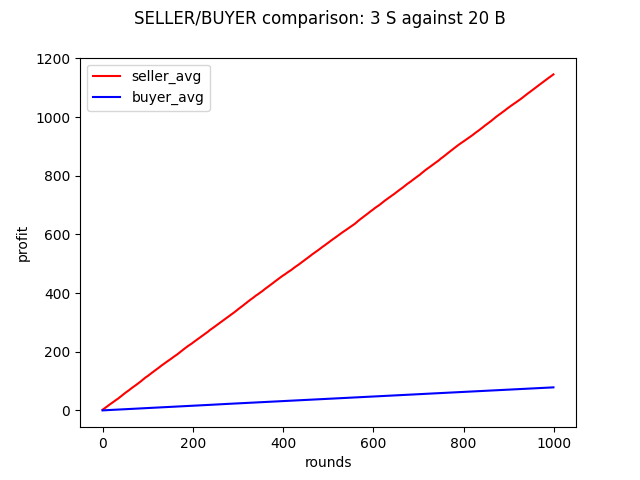 SELLER/BUYER comparison: 3 S against 20 B
seller_avg
buyer_avg
1200
1000
800
600
400
200
0
profit
0 200 400 600 800 1000
rounds